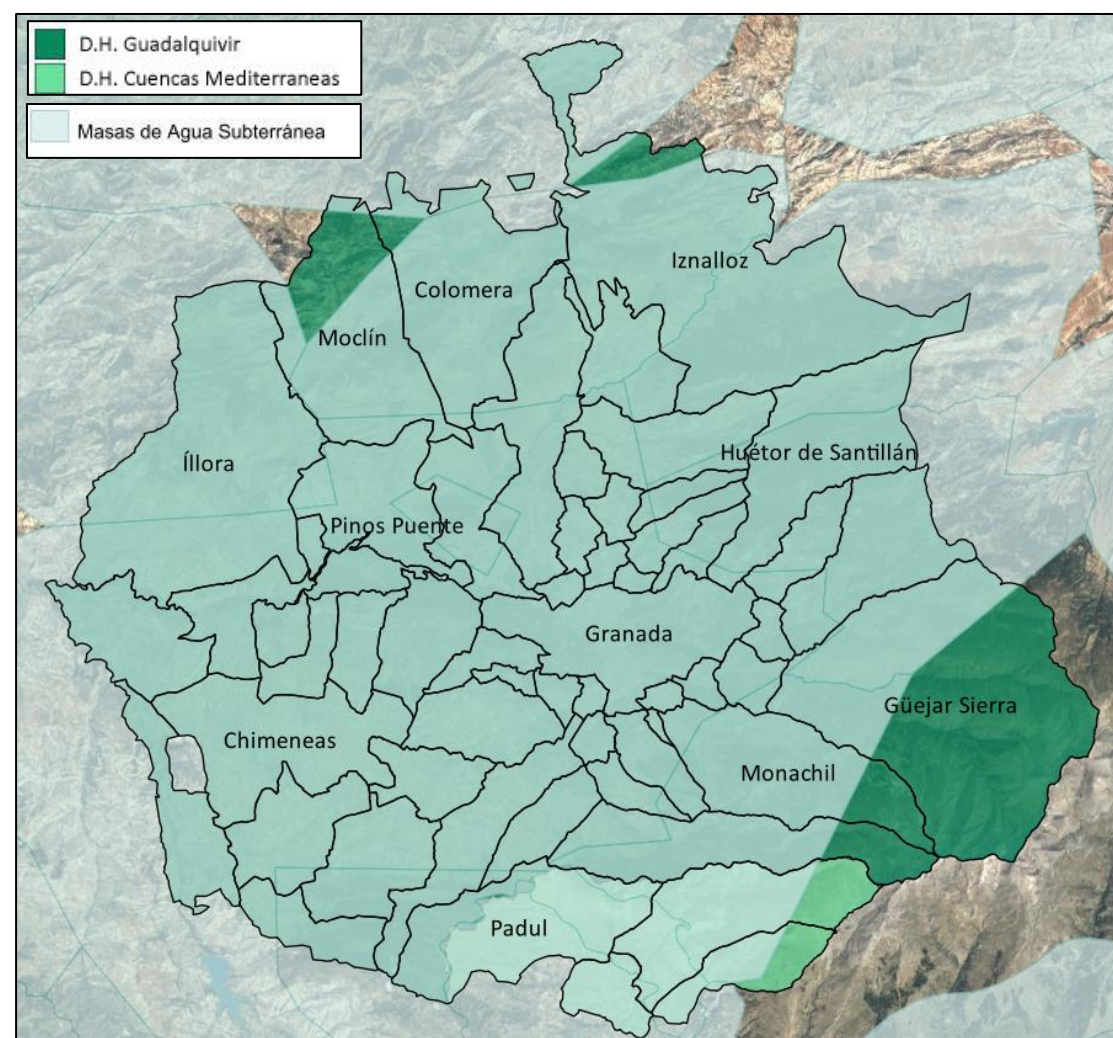 D.H. Guadalquivir
D.H. Cuencas Mediterraneas
Masas de Agua Subterránea
Iznalloz
Colomera
Moclín
Íllora
Huétor de Santillán
Pinos Puente
Granada
Güejar Sierra
Chimeneas
Monachil
Padul